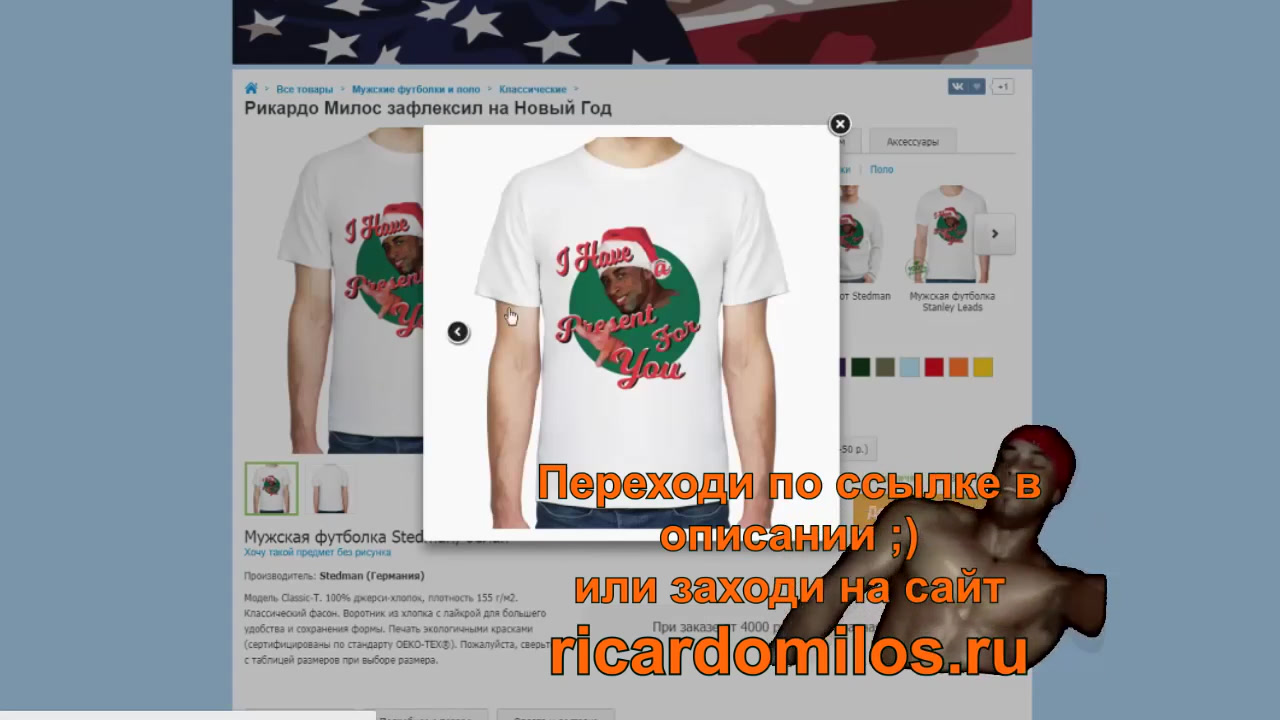 Все товары > Мужские футболки и поло > Классические >
+1
Рикардо Милос зафлексил на Новый Год
Аксессуары
Поло
I Have
Present
I Have
a
Present
For
You
от Stedman
Мужская футболка
Stanley Leads
-50 р.)
Переходи по ссылке в
описании ;)
или заходи на сайт
ricardomilos.ru
Мужская футболка
Хочу такой предмет без рисунка
Производитель: Stedman (Германия)
Модель Classic-T. 100% джерси-хлопок, плотность 155 г/м2.
Классический фасон. Воротник из хлопка с лайкрой для большего
удобства и сохранения формы. Печать экологичными красками
(сертифицированы по стандарту OEKO-TEX®). Пожалуйста, сверьт
с таблицей размеров при выборе размера.
При заказе от 4000 р